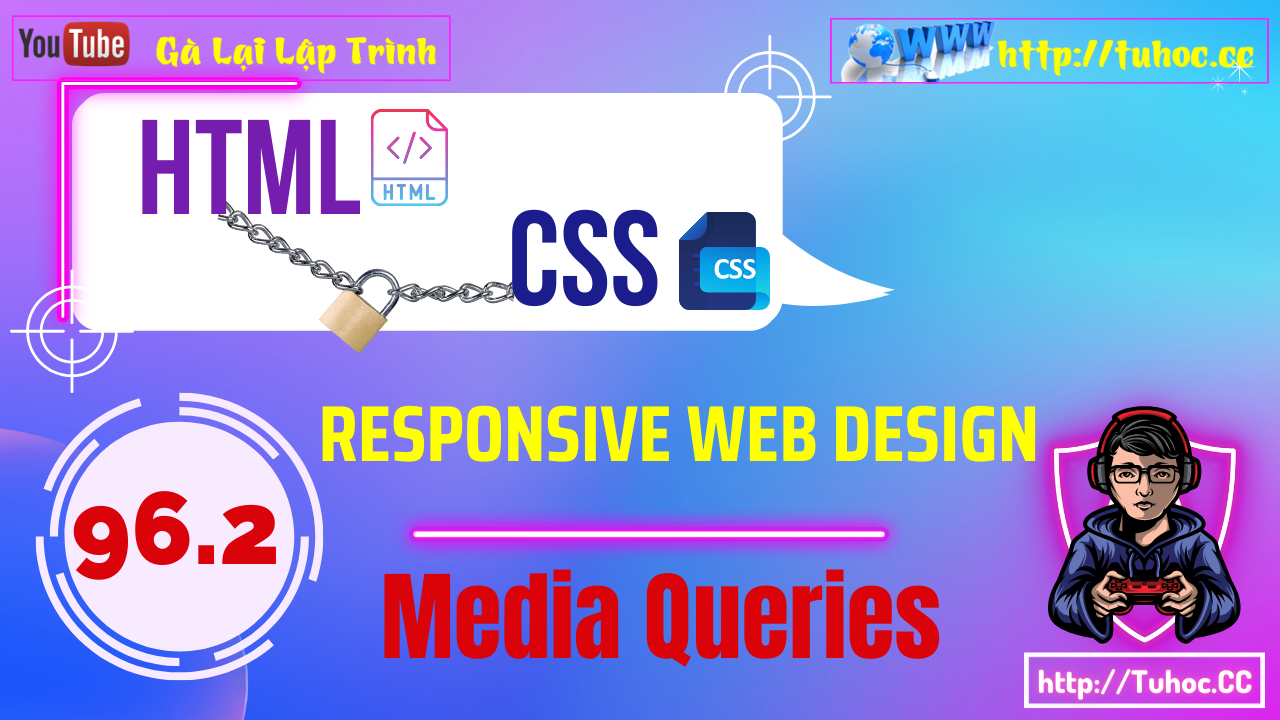 YouTube
Gà Lại Lập Trình
WWW
http://tuhoc.cc
HTML
</>
HTML
CSS
CSS
RESPONSIVE WEB DESIGN
96.2
Media Queries
http://Tuhoc.CC